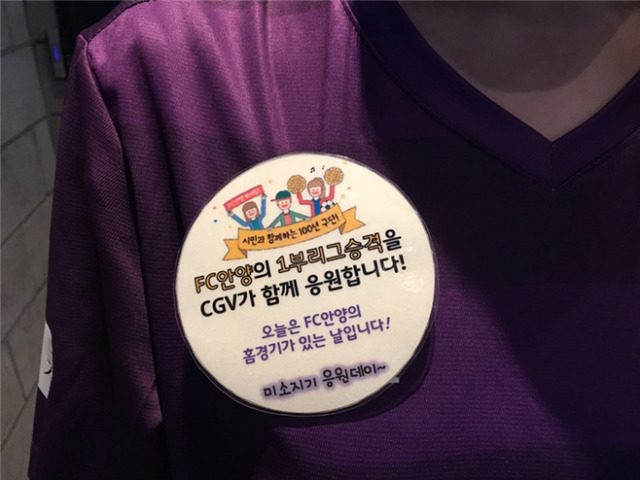 시민과 함께하는 100년 구단!
FC안양의 1부리그승격을
CGV가 함께 응원합니다!
오늘은 FC안양의
홈경기가 있는 날입니다!
미소지기 응원데이~